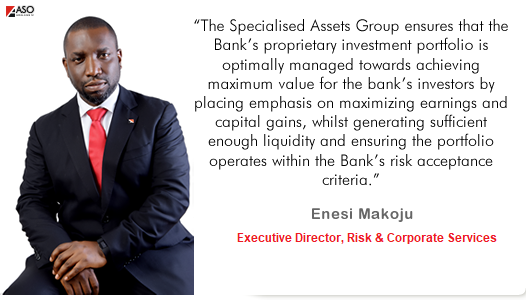 ASO
"The Specialised Assets Group ensures that the
Bank's proprietary investment portfolio is
optimally managed towards achieving
maximum value for the bank's investors by
placing emphasis on maximizing earnings and
capital gains, whilst generating sufficient
enough liquidity and ensuring the portfolio
operates within the Bank's risk acceptance
criteria."
Enesi Makoju
Executive Director, Risk & Corporate Services